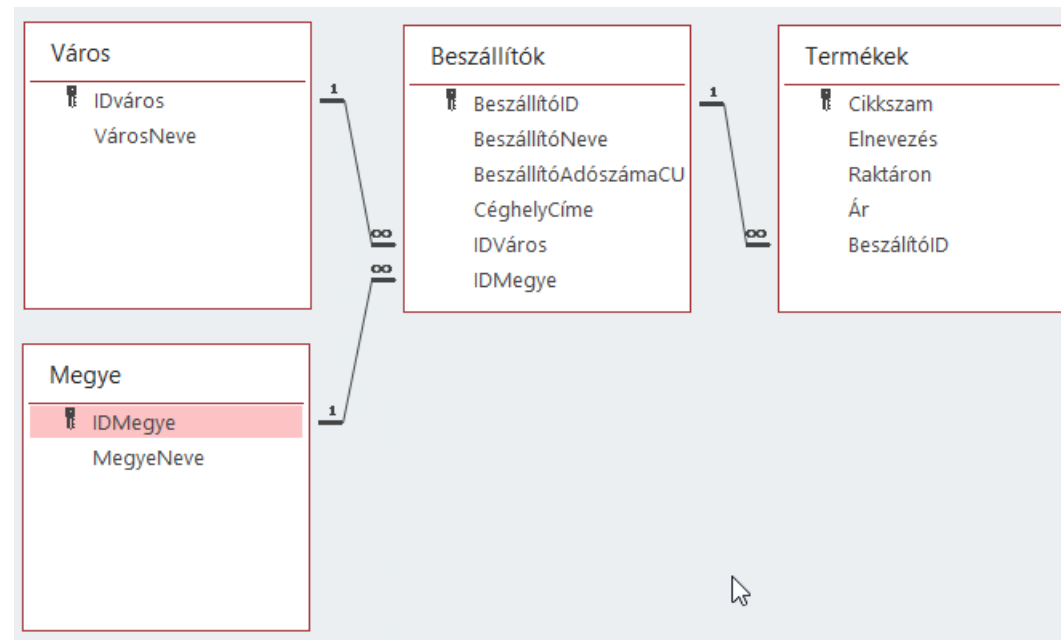 Város
IDváros
VárosNeve
Beszállítók
BeszállítóID
BeszállítóNeve
BeszállítóAdószámaCU
CéghelyCíme
IDVáros
IDMegye
Termékek
Cikkszam
Elnevezés
Raktáron
Ár
BeszálítóID
Megye
IDMegye
MegyeNeve
1
∞
∞
1
1
∞